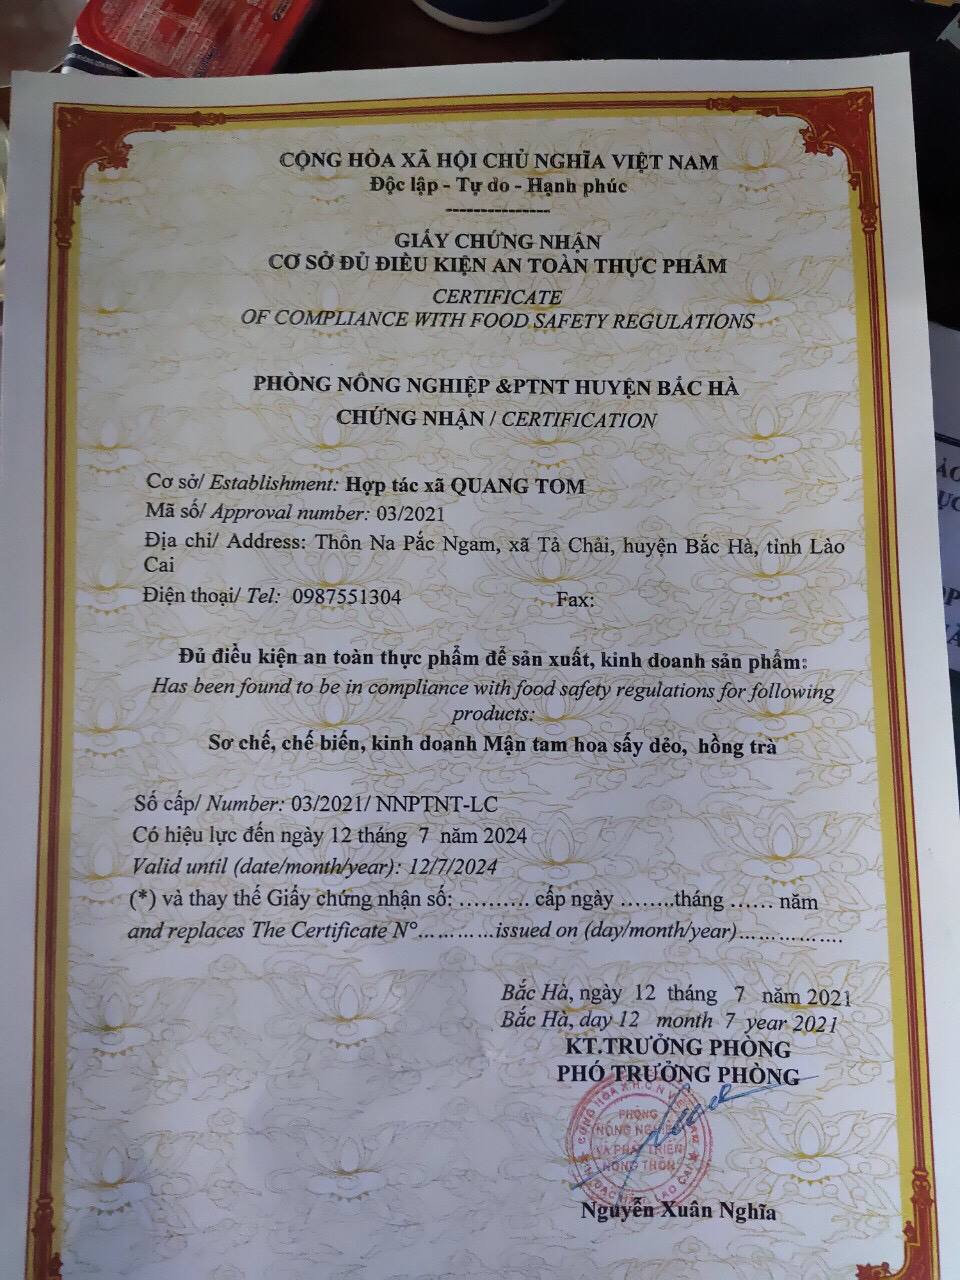 CỘNG HÒA XÃ HỘI CHỦ NGHĨA VIỆT NAM
Độc lập - Tự do - Hạnh phúc
---------------
GIẤY CHỨNG NHẬN
CƠ SỞ ĐỦ ĐIỀU KIỆN AN TOÀN THỰC PHẨM
CERTIFICATE
OF COMPLIANCE WITH FOOD SAFETY REGULATIONS
PHÒNG NÔNG NGHIỆP &PTNT HUYỆN BẮC HÀ
CHỨNG NHẬN / CERTIFICATION
Cơ sở/ Establishment: Hợp tác xã QUANG TOM
Mã số/ Approval number: 03/2021
Địa chỉ/ Address: Thôn Na Pắc Ngam, xã Tả Chải, huyện Bắc Hà, tỉnh Lào
Cai
Điện thoại/ Tel: 0987551304 Fax:
Đủ điều kiện an toàn thực phẩm để sản xuất, kinh doanh sản phẩm:
Has been found to be in compliance with food safety regulations for following
products:
Sơ chế, chế biến, kinh doanh Mận tam hoa sấy dẻo, hồng trà
Số cấp/ Number: 03/2021/ NNPTNT-LC
Có hiệu lực đến ngày 12 tháng 7 năm 2024
Valid until (date/month/year): 12/7/2024
(*) và thay thế Giấy chứng nhận số: ………. cấp ngày ……..tháng …… năm
and replaces The Certificate N°…………issued on (day/month/year)…………….
Bắc Hà, ngày 12 tháng 7 năm 2021
Bắc Hà, day 12 month 7 year 2021
KT.TRƯỞNG PHÒNG
PHÓ TRƯỞNG PHÒNG
PHÒNG
NÔNG NGHIỆP
VÀ PHÁT TRIỂN
NÔNG THÔN
Nguyễn Xuân Nghĩa